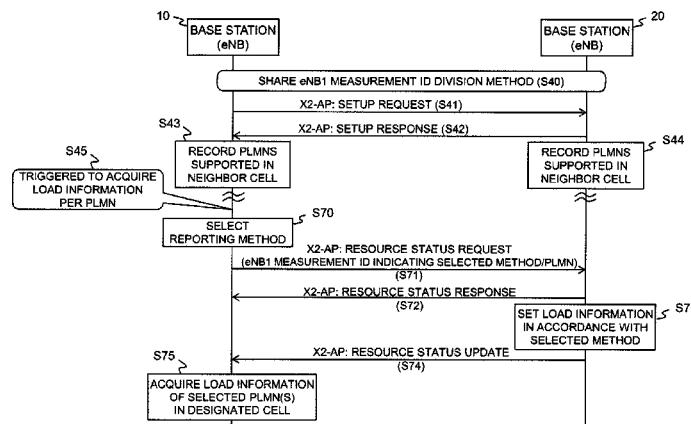 10
20
BASE STATION
(eNB)
BASE STATION
(eNB)
SHARE eNB1 MEASUREMENT ID DIVISION METHOD (S40)
X2-AP: SETUP REQUEST (S41)
X2-AP: SETUP RESPONSE (S42)
S43
RECORD PLMNS
SUPPORTED IN
NEIGHBOR CELL
S44
RECORD PLMNS
SUPPORTED IN
NEIGHBOR CELL
S45
TRIGGERED TO ACQUIRE
LOAD INFORMATION
PER PLMN
S70
SELECT
REPORTING METHOD
X2-AP: RESOURCE STATUS REQUEST
(eNB1 MEASUREMENT ID INDICATING SELECTED METHOD/PLMN)
(S71)
X2-AP: RESOURCE STATUS RESPONSE
(S72)
S7
SET LOAD INFORMATION
IN ACCORDANCE WITH
SELECTED METHOD
X2-AP: RESOURCE STATUS UPDATE
(S74)
S75
ACQUIRE LOAD INFORMATION
OF SELECTED PLMN(S)
IN DESIGNATED CELL